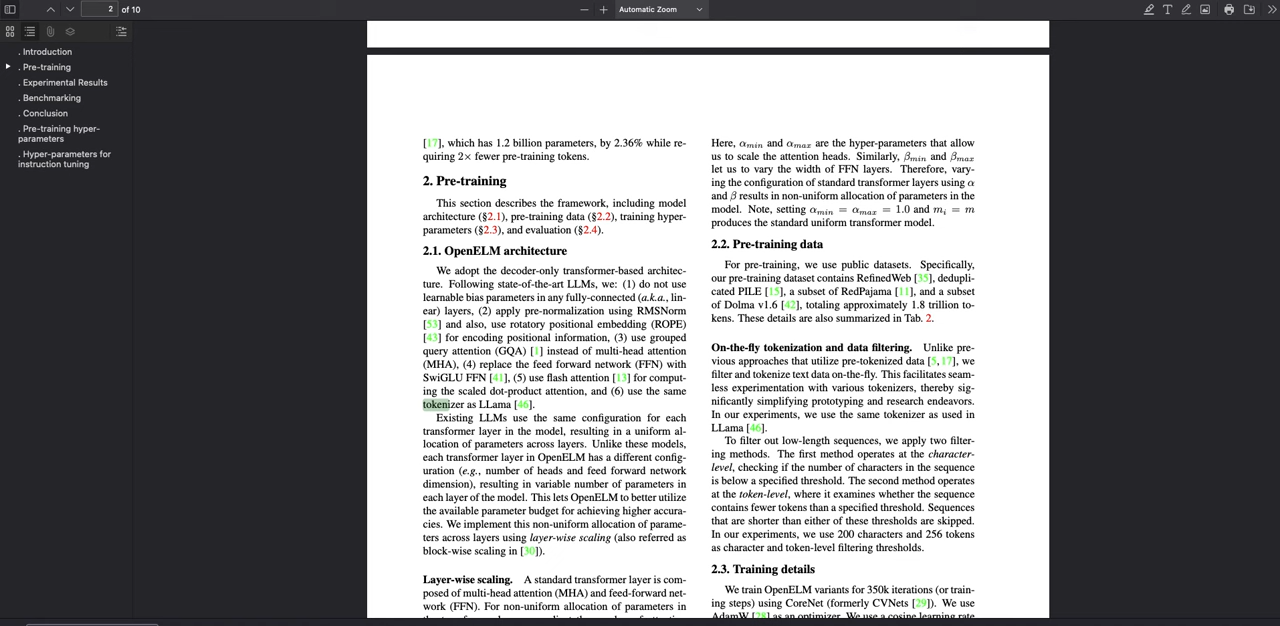 2 of 10
Automatic Zoom
. Introduction
. Pre-training
. Experimental Results
. Benchmarking
. Conclusion
. Pre-training hyper-
parameters
. Hyper-parameters for
instruction tuning
[17], which has 1.2 billion parameters, by 2.36% while re-
quiring 2× fewer pre-training tokens.
2. Pre-training
This section describes the framework, including model
architecture (§2.1), pre-training data (§2.2), training hyper-
parameters (§2.3), and evaluation (§2.4).
2.1. OpenELM architecture
We adopt the decoder-only transformer-based architec-
ture. Following state-of-the-art LLMs, we: (1) do not use
learnable bias parameters in any fully-connected (a.k.a., lin-
ear) layers, (2) apply pre-normalization using RMSNorm
[53] and also, use rotatory positional embedding (ROPE)
[43] for encoding positional information, (3) use grouped
query attention (GQA) [1] instead of multi-head attention
(MHA), (4) replace the feed forward network (FFN) with
SwiGLU FFN [41], (5) use flash attention [13] for comput-
ing the scaled dot-product attention, and (6) use the same
tokenizer as LLama [46].
Existing LLMs use the same configuration for each
transformer layer in the model, resulting in a uniform al-
location of parameters across layers. Unlike these models,
each transformer layer in OpenELM has a different config-
uration (e.g., number of heads and feed forward network
dimension), resulting in variable number of parameters in
each layer of the model. This lets OpenELM to better utilize
the available parameter budget for achieving higher accura-
cies. We implement this non-uniform allocation of parame-
ters across layers using layer-wise scaling (also referred as
block-wise scaling in [30]).
Layer-wise scaling. A standard transformer layer is com-
posed of multi-head attention (MHA) and feed-forward net-
work (FFN). For non-uniform allocation of parameters in
Here, αmin and αmax are the hyper-parameters that allow
us to scale the attention heads. Similarly, βmin and βmax
let us to vary the width of FFN layers. Therefore, vary-
ing the configuration of standard transformer layers using α
and β results in non-uniform allocation of parameters in the
model. Note, setting αmin = αmax = 1.0 and mi = m
produces the standard uniform transformer model.
2.2. Pre-training data
For pre-training, we use public datasets. Specifically,
our pre-training dataset contains RefinedWeb [35], dedupli-
cated PILE [15], a subset of RedPajama [11], and a subset
of Dolma v1.6 [42], totaling approximately 1.8 trillion to-
kens. These details are also summarized in Tab. 2.
On-the-fly tokenization and data filtering. Unlike pre-
vious approaches that utilize pre-tokenized data [5, 17], we
filter and tokenize text data on-the-fly. This facilitates seam-
less experimentation with various tokenizers, thereby sig-
nificantly simplifying prototyping and research endeavors.
In our experiments, we use the same tokenizer as used in
LLama [46].
To filter out low-length sequences, we apply two filter-
ing methods. The first method operates at the character-
level, checking if the number of characters in the sequence
is below a specified threshold. The second method operates
at the token-level, where it examines whether the sequence
contains fewer tokens than a specified threshold. Sequences
that are shorter than either of these thresholds are skipped.
In our experiments, we use 200 characters and 256 tokens
as character and token-level filtering thresholds.
2.3. Training details
We train OpenELM variants for 350k iterations (or train-
ing steps) using CoreNet (formerly CVNets [29]). We use
AdamW [28] as an optimizer. We use a cosine learning rate